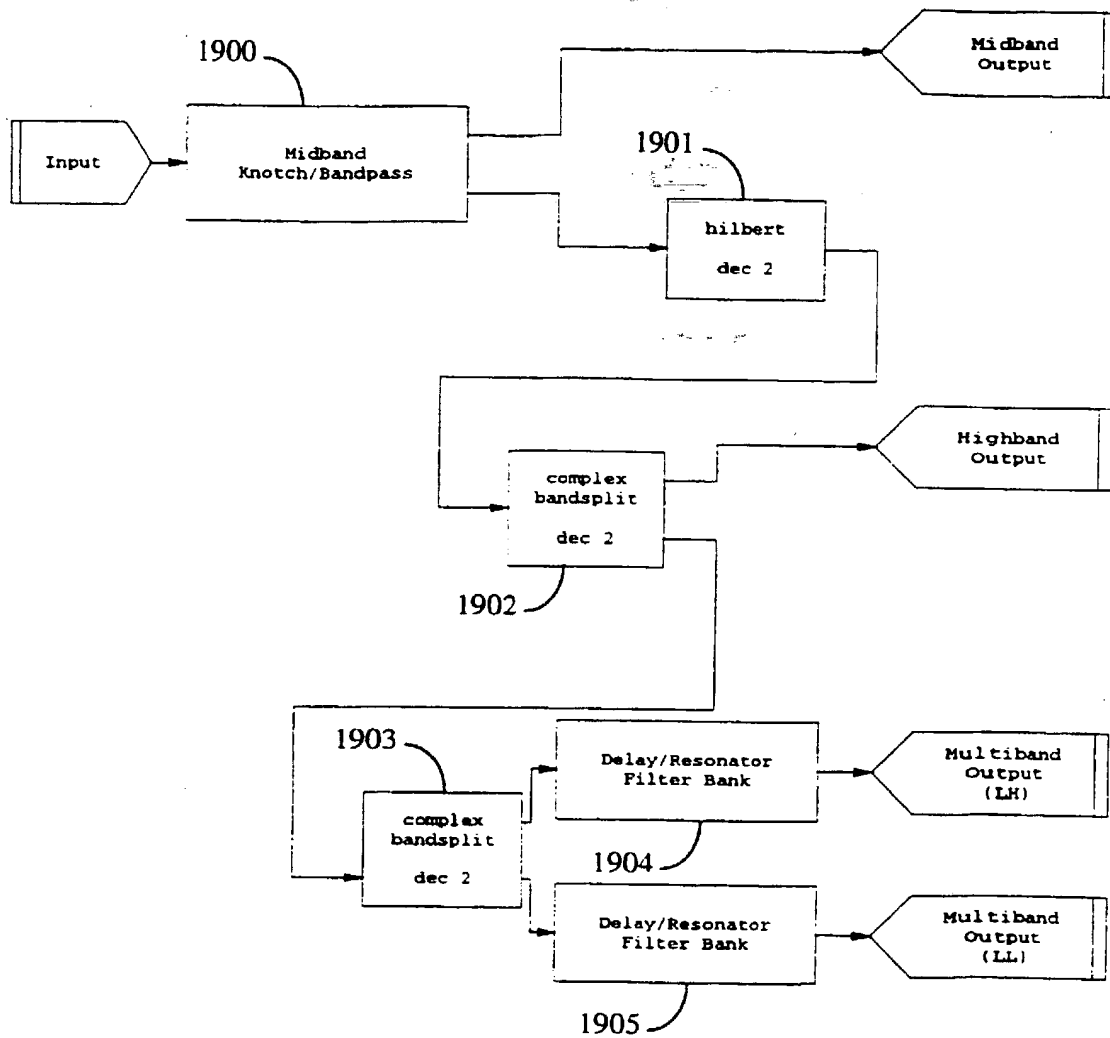 1900
Midband
Output
Input
Midband
Knotch/Bandpass
1901
hilbert
dec 2
Highband
Output
complex
bandsplit
dec 2
1902
1903
Delay/Resonator
Filter Bank
Multiband
Output
(LH)
complex
bandsplit
dec 2
1904
Delay/Resonator
Filter Bank
Multiband
Output
(LL)
1905